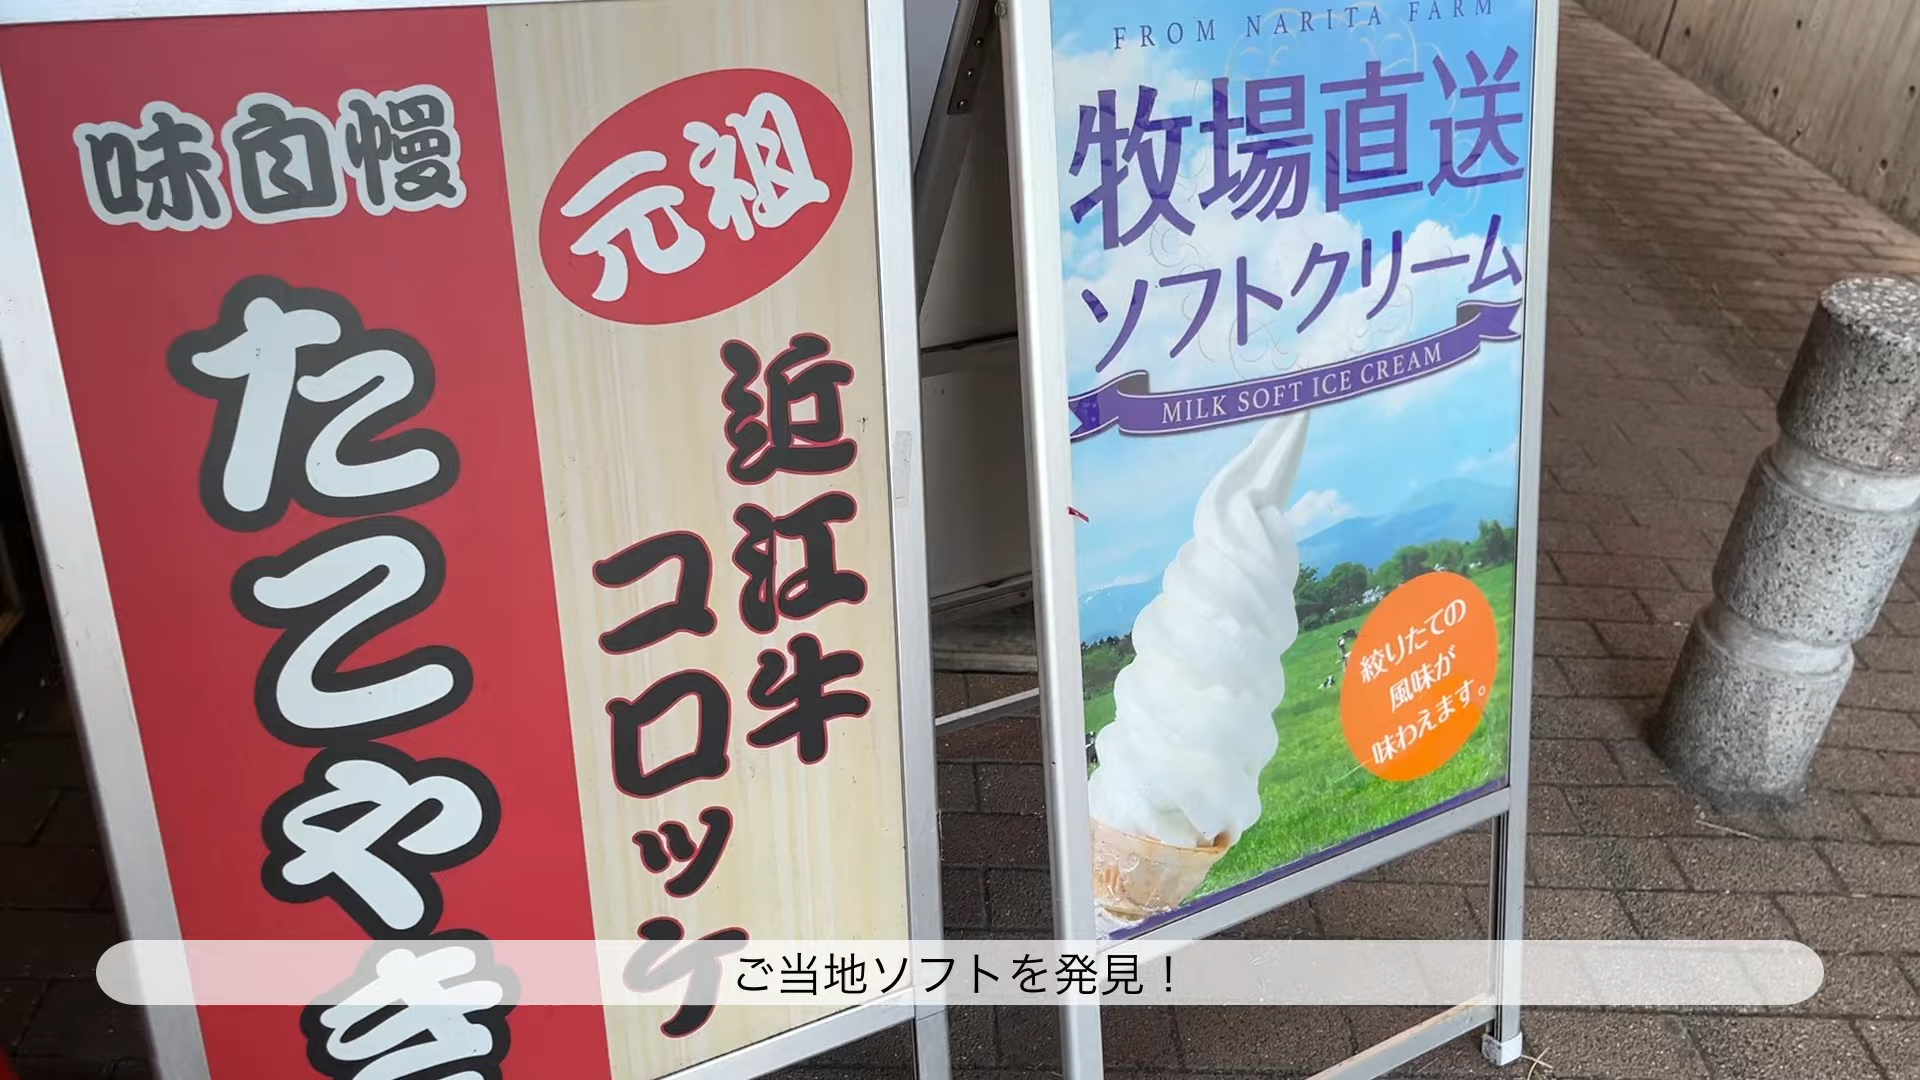 味自慢
たこやき
元祖
近江牛
コロッケ
FROM NARITA FARM
牧場直送
ソフトクリーム
MILK SOFT ICE CREAM
絞りたての
風味が
味わえます。
ご当地ソフトを発見！